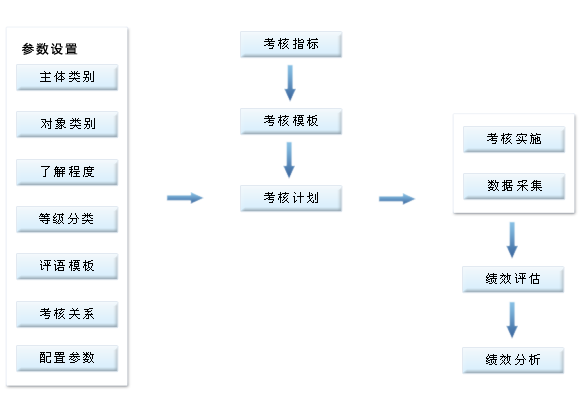 参数设置
主体类别
对象类别
了解程度
等级分类
评语模板
考核关系
配置参数
考核指标
考核模板
考核计划
考核实施
数据采集
绩效评估
绩效分析